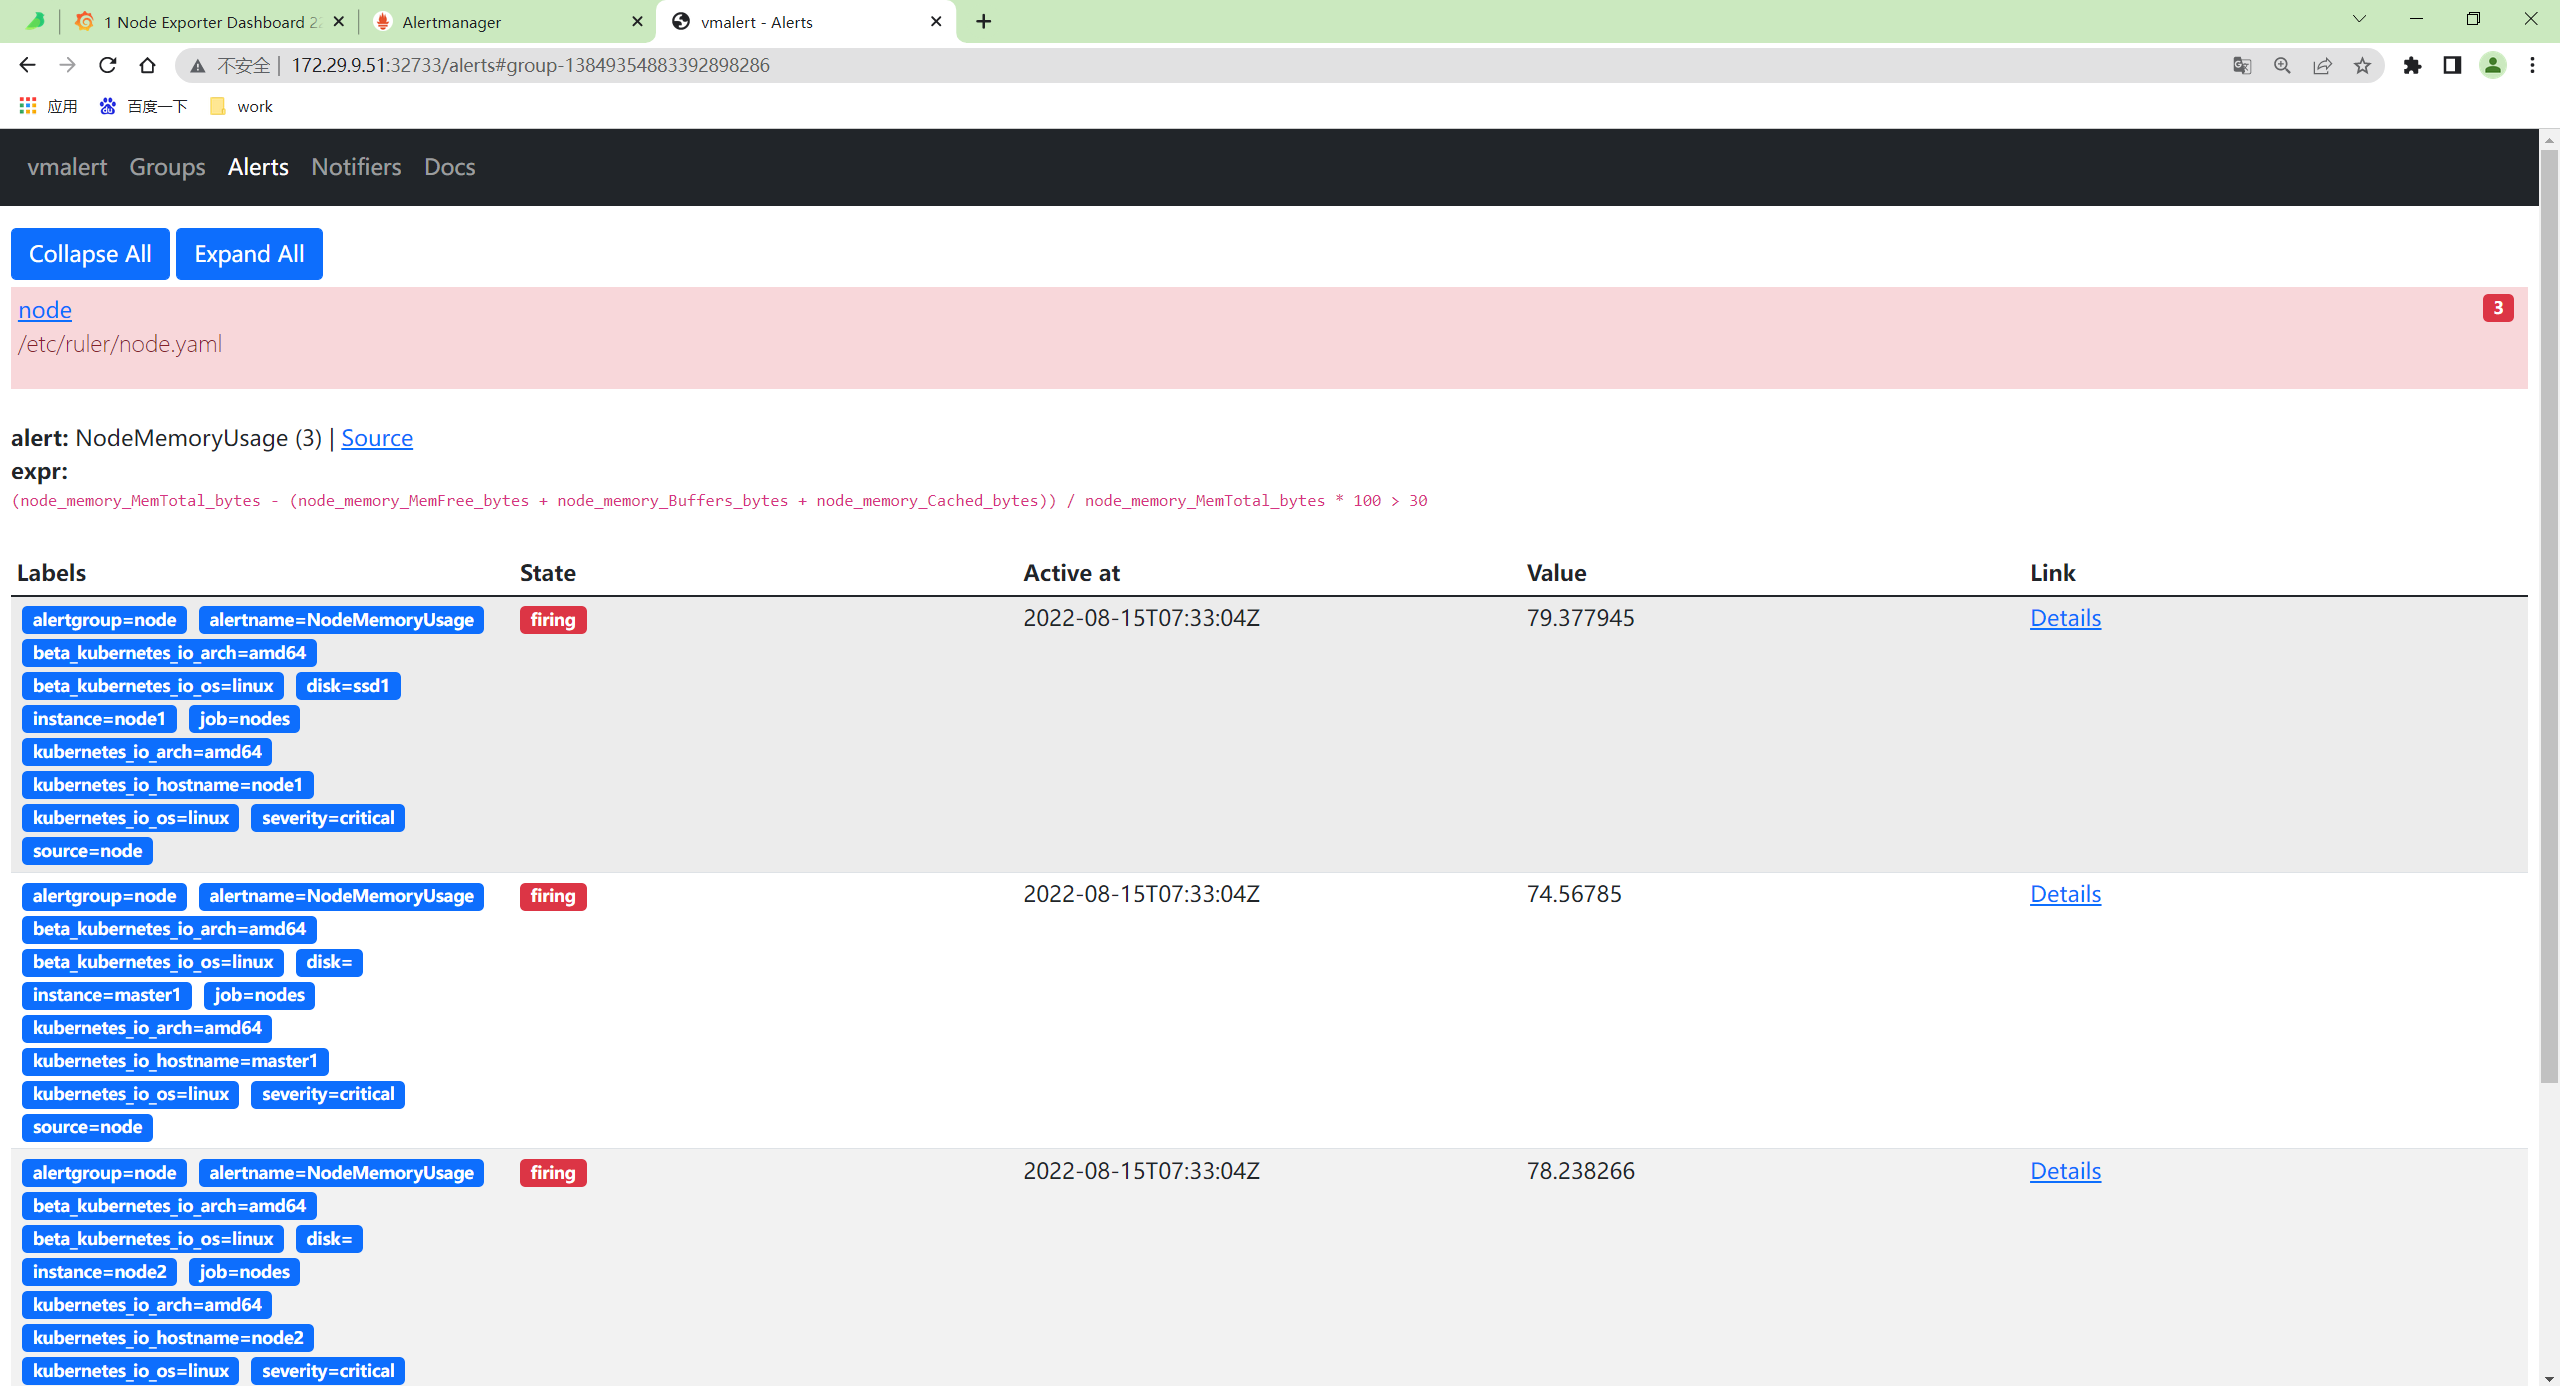 1 Node Exporter Dashboard 22
Alertmanager
vmalert - Alerts
不安全 | 172.29.9.51:32733/alerts#group-13849354883392898286
应用 百度一下 work
vmalert Groups Alerts Notifiers Docs
Collapse All Expand All
node 3
/etc/ruler/node.yaml
alert: NodeMemoryUsage (3) | Source
expr:
(node_memory_MemTotal_bytes - (node_memory_MemFree_bytes + node_memory_Buffers_bytes + node_memory_Cached_bytes)) / node_memory_MemTotal_bytes * 100 > 30
Labels State Active at Value Link
alertgroup=node alertname=NodeMemoryUsage firing 2022-08-15T07:33:04Z 79.377945 Details
beta_kubernetes_io_arch=amd64
beta_kubernetes_io_os=linux disk=ssd1
instance=node1 job=nodes
kubernetes_io_arch=amd64
kubernetes_io_hostname=node1
kubernetes_io_os=linux severity=critical
source=node
alertgroup=node alertname=NodeMemoryUsage firing 2022-08-15T07:33:04Z 74.56785 Details
beta_kubernetes_io_arch=amd64
beta_kubernetes_io_os=linux disk=
instance=master1 job=nodes
kubernetes_io_arch=amd64
kubernetes_io_hostname=master1
kubernetes_io_os=linux severity=critical
source=node
alertgroup=node alertname=NodeMemoryUsage firing 2022-08-15T07:33:04Z 78.238266 Details
beta_kubernetes_io_arch=amd64
beta_kubernetes_io_os=linux disk=
instance=node2 job=nodes
kubernetes_io_arch=amd64
kubernetes_io_hostname=node2
kubernetes_io_os=linux severity=critical